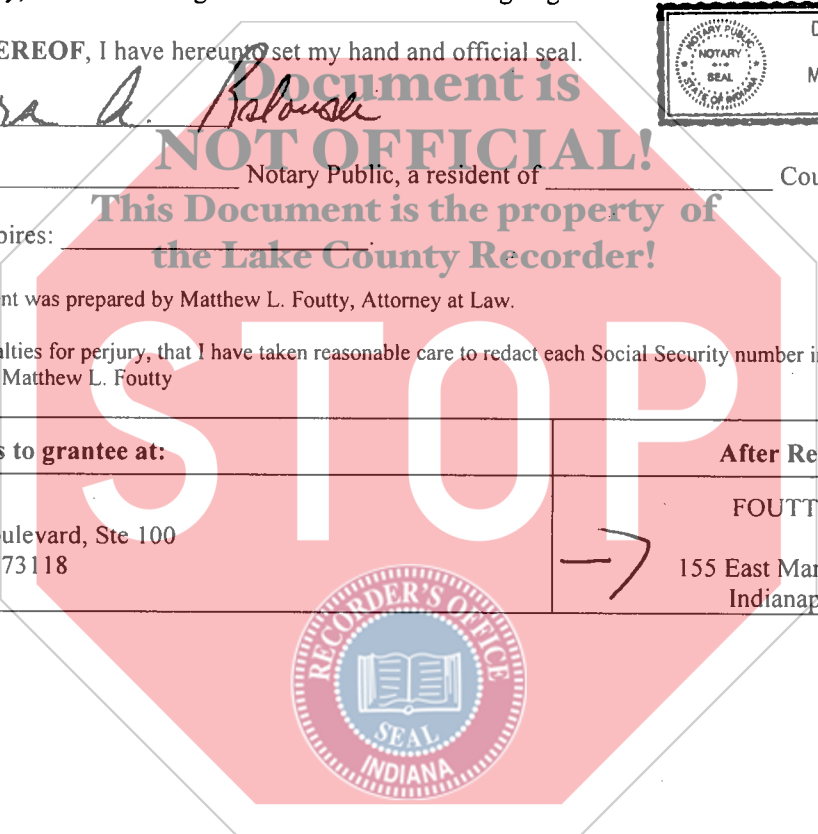 EREOF, I have hereunto set my hand and official seal.
NOTARY PUBLIC
NOTARY
SEAL
STATE OF INDIANA
D
M
Document is
NOT OFFICIAL!
This Document is the property of
the Lake County Recorder!
A.
Notary Public, a resident of Cou
pires: .
nt was prepared by Matthew L. Foutty, Attorney at Law.
alties for perjury, that I have taken reasonable care to redact each Social Security number i
Matthew L. Foutty
STOP
s to grantee at: After Re
FOUTT
ulevard, Ste 100
73118 155 East Mar
Indianap
RECORDER'S OFFICE
SEAL
INDIANA